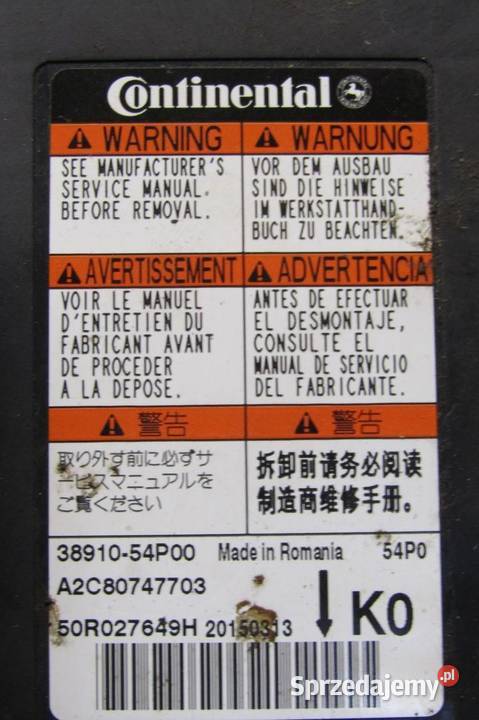 Continental
WARNING
SEE MANUFACTURER'S
SERVICE MANUAL.
BEFORE REMOVAL.
WARNUNG
VOR DEM AUSBAU
SIND DIE HINWEISE
IM WERKSTATTHAND-
BUCH ZU BEACHTEN.
AVERTISSEMENT
VOIR LE MANUEL
D'ENTRETIEN DU
FABRICANT AVANT
DE PROCEDER
A LA DEPOSE.
ADVERTENCIA
ANTES DE EFECTUAR
EL DESMONTAJE,
CONSULTE EL
MANUAL DE SERVICIO
DEL FABRICANTE.
警告
取り外す前に必ずサ
ービスマニュアルを
ご覧ください
警告
拆卸前请务必阅读
制造商维修手册。
38910-54P00 Made in Romania 54P0
A2C80747703
50R027649H 20150313 K0
Sprzedajemy.pl